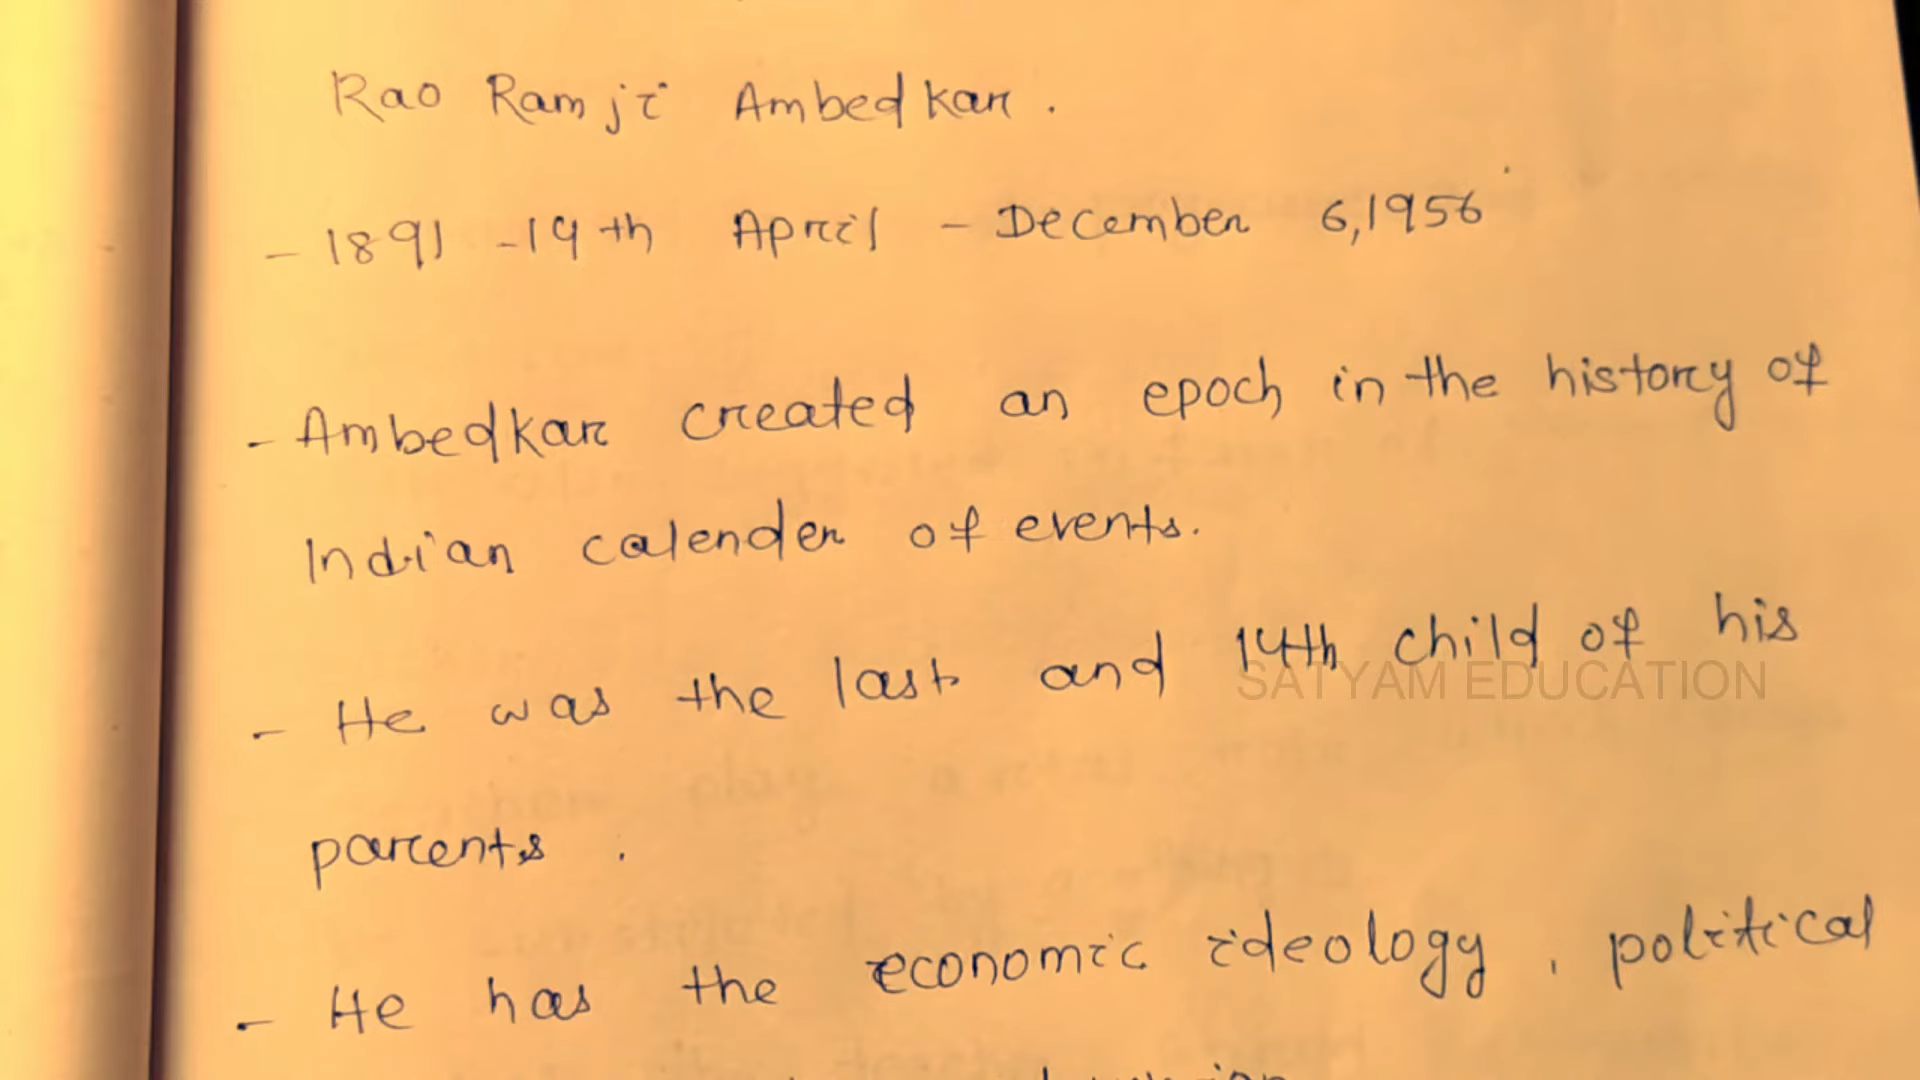 Rao Ramji Ambedkar.
- 1891 -14th April - December 6,1956
- Ambedkar created an epoch in the history of
Indian calender of events.
- He was the last and 14th child of his
SATYAM EDUCATION
parents.
- He has the economic ideology, political